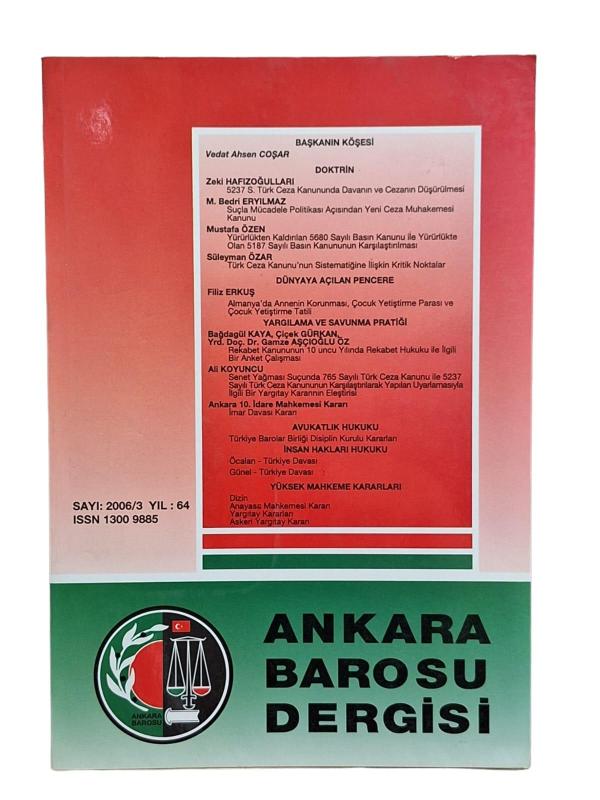 BAŞKANIN KÖŞESİ
Vedat Ahsen COŞAR
DOKTRİN
Zeki HAFIZOĞULLARI
5237 S. Türk Ceza Kanununda Davanın ve Cezanın Düşürülmesi
M. Bedri ERYILMAZ
Suçla Mücadele Politikası Açısından Yeni Ceza Muhakemesi
Kanunu
Mustafa ÖZEN
Yürürlükten Kaldırılan 5680 Sayılı Basın Kanunu ile Yürürlükte
Olan 5187 Sayılı Basın Kanununun Karşılaştırılması
Süleyman ÖZAR
Türk Ceza Kanunu'nun Sistematiğine İlişkin Kritik Noktalar
DÜNYAYA AÇILAN PENCERE
Filiz ERKUŞ
Almanya'da Annenin Korunması, Çocuk Yetiştirme Parası ve
Çocuk Yetiştirme Tatili
YARGILAMA VE SAVUNMA PRATİĞİ
Bağdagül KAYA, Çiçek GÜRKAN,
Yrd. Doç. Dr. Gamze AŞÇIOĞLU ÖZ
Rekabet Kanununun 10 uncu Yılında Rekabet Hukuku ile İlgili
Bir Anket Çalışması
Ali KOYUNCU
Senet Yağması Suçunda 765 Sayılı Türk Ceza Kanunu ile 5237
Sayılı Türk Ceza Kanununun Karşılaştırılarak Yapılan Uyarlamasıyla
İlgili Bir Yargıtay Kararının Eleştirisi
Ankara 10. İdare Mahkemesi Kararı
İmar Davası Kararı
AVUKATLIK HUKUKU
Türkiye Barolar Birliği Disiplin Kurulu Kararları
İNSAN HAKLARI HUKUKU
Öcalan - Türkiye Davası
Günel - Türkiye Davası
YÜKSEK MAHKEME KARARLARI
Dizin
Anayasa Mahkemesi Kararı
Yargıtay Kararları
Askeri Yargıtay Kararı
SAYI: 2006/3 YIL : 64
ISSN 1300 9885
ANKARA
BAROSU
DERGİSİ
ANKARA
BAROSU